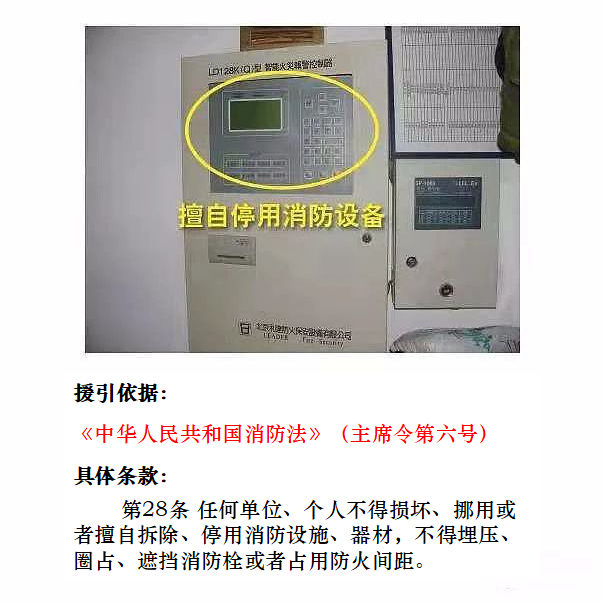 LD128K(Q)型 智能火灾报警控制器
擅自停用消防设备
北京利达防火保安设备有限公司
LEADER Fire Security
援引依据：
《中华人民共和国消防法》（主席令第六号）
具体条款：
第28条 任何单位、个人不得损坏、挪用或
者擅自拆除、停用消防设施、器材，不得埋压、
圈占、遮挡消防栓或者占用防火间距。